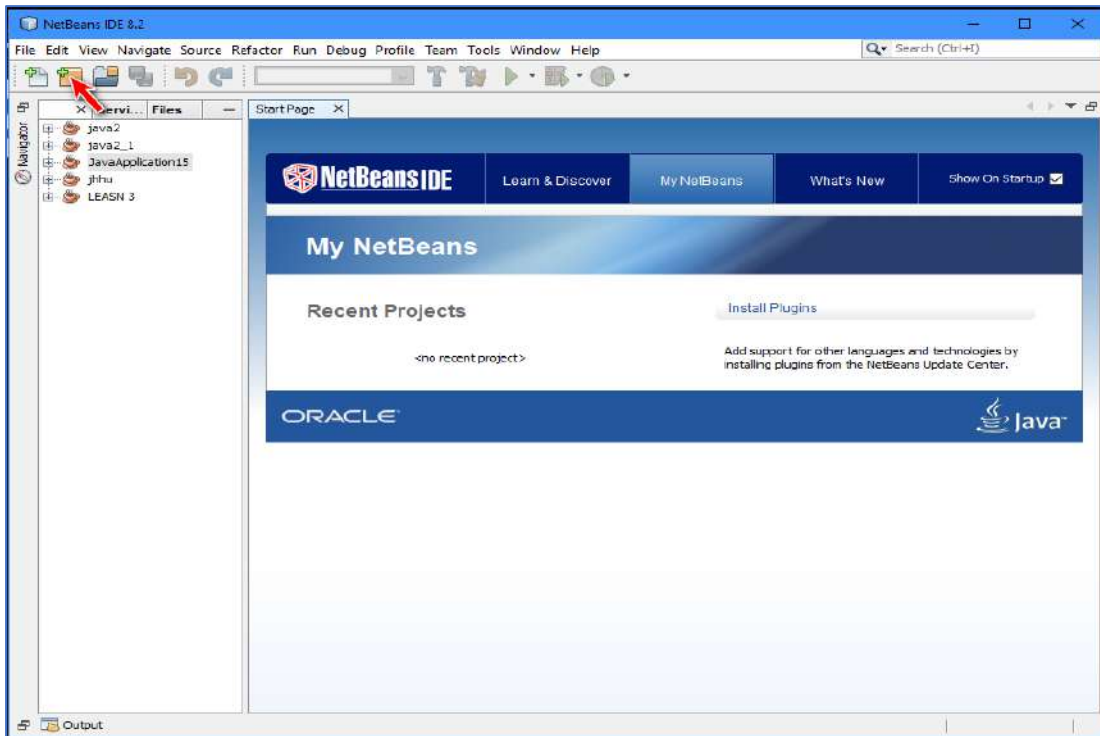 NetBeans IDE 8.2
File Edit View Navigate Source Refactor Run Debug Profile Team Tools Window Help
Search (Ctrl+I)
Servi... Files
Start Page
Navigator
java2
java2_1
JavaApplication15
jhhu
LEASN 3
NetBeans IDE
Learn & Discover
My NetBeans
What's New
Show On Startup
My NetBeans
Recent Projects
<no recent project>
Install Plugins
Add support for other languages and technologies by
installing plugins from the NetBeans Update Center.
ORACLE
Java
Output